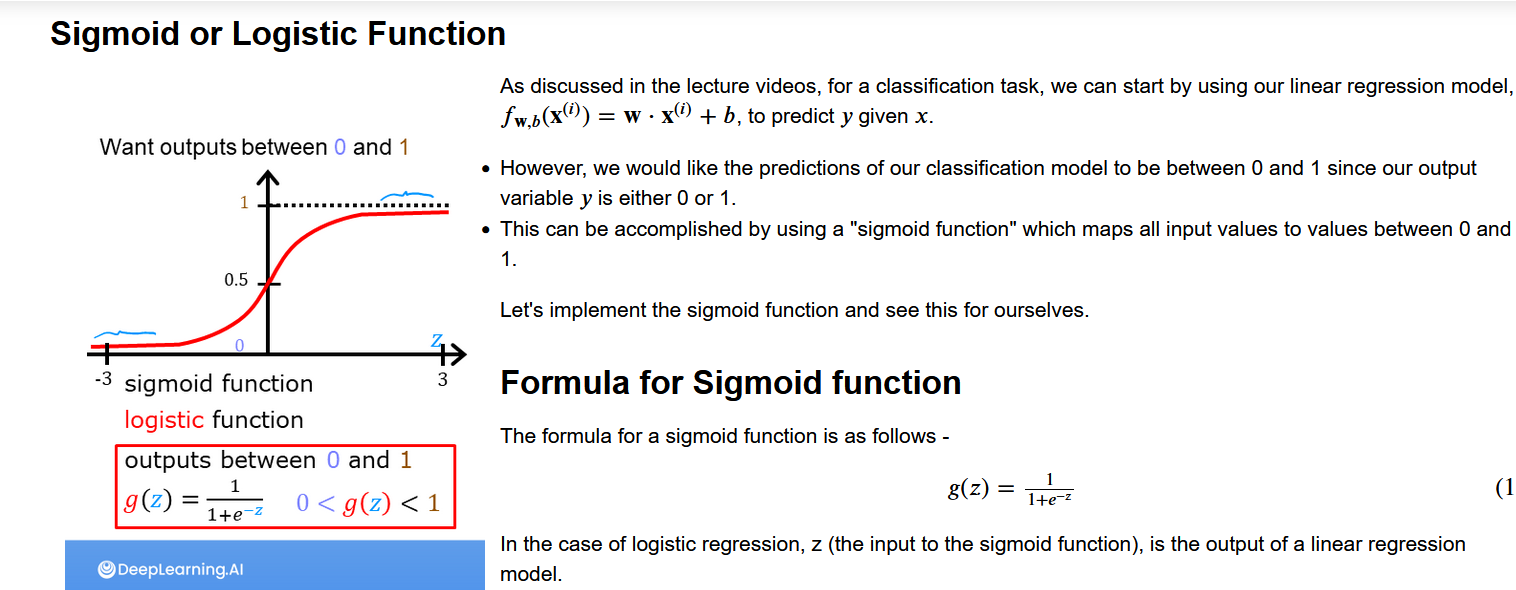 Sigmoid or Logistic Function
Want outputs between 0 and 1
1
0.5
0
z
-3
3
sigmoid function
logistic function
outputs between 0 and 1
g(z) = 1/(1+e^{-z}) 0 < g(z) < 1
DeepLearning.AI
As discussed in the lecture videos, for a classification task, we can start by using our linear regression model,
f_{w,b}(x^{(i)}) = w · x^{(i)} + b, to predict y given x.
• However, we would like the predictions of our classification model to be between 0 and 1 since our output
variable y is either 0 or 1.
• This can be accomplished by using a "sigmoid function" which maps all input values to values between 0 and
1.
Let's implement the sigmoid function and see this for ourselves.
Formula for Sigmoid function
The formula for a sigmoid function is as follows -
g(z) = 1/(1+e^{-z}) (1
In the case of logistic regression, z (the input to the sigmoid function), is the output of a linear regression
model.